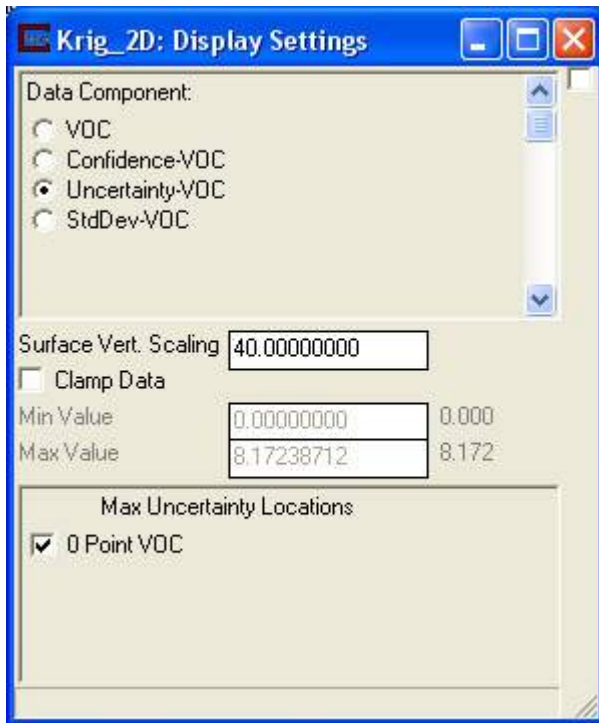 Krig_2D: Display Settings
Data Component:
VOC
Confidence-VOC
Uncertainty-VOC
StdDev-VOC
Surface Vert. Scaling 40.00000000
Clamp Data
Min Value 0.00000000 0.000
Max Value 8.17238712 8.172
Max Uncertainty Locations
0 Point VOC